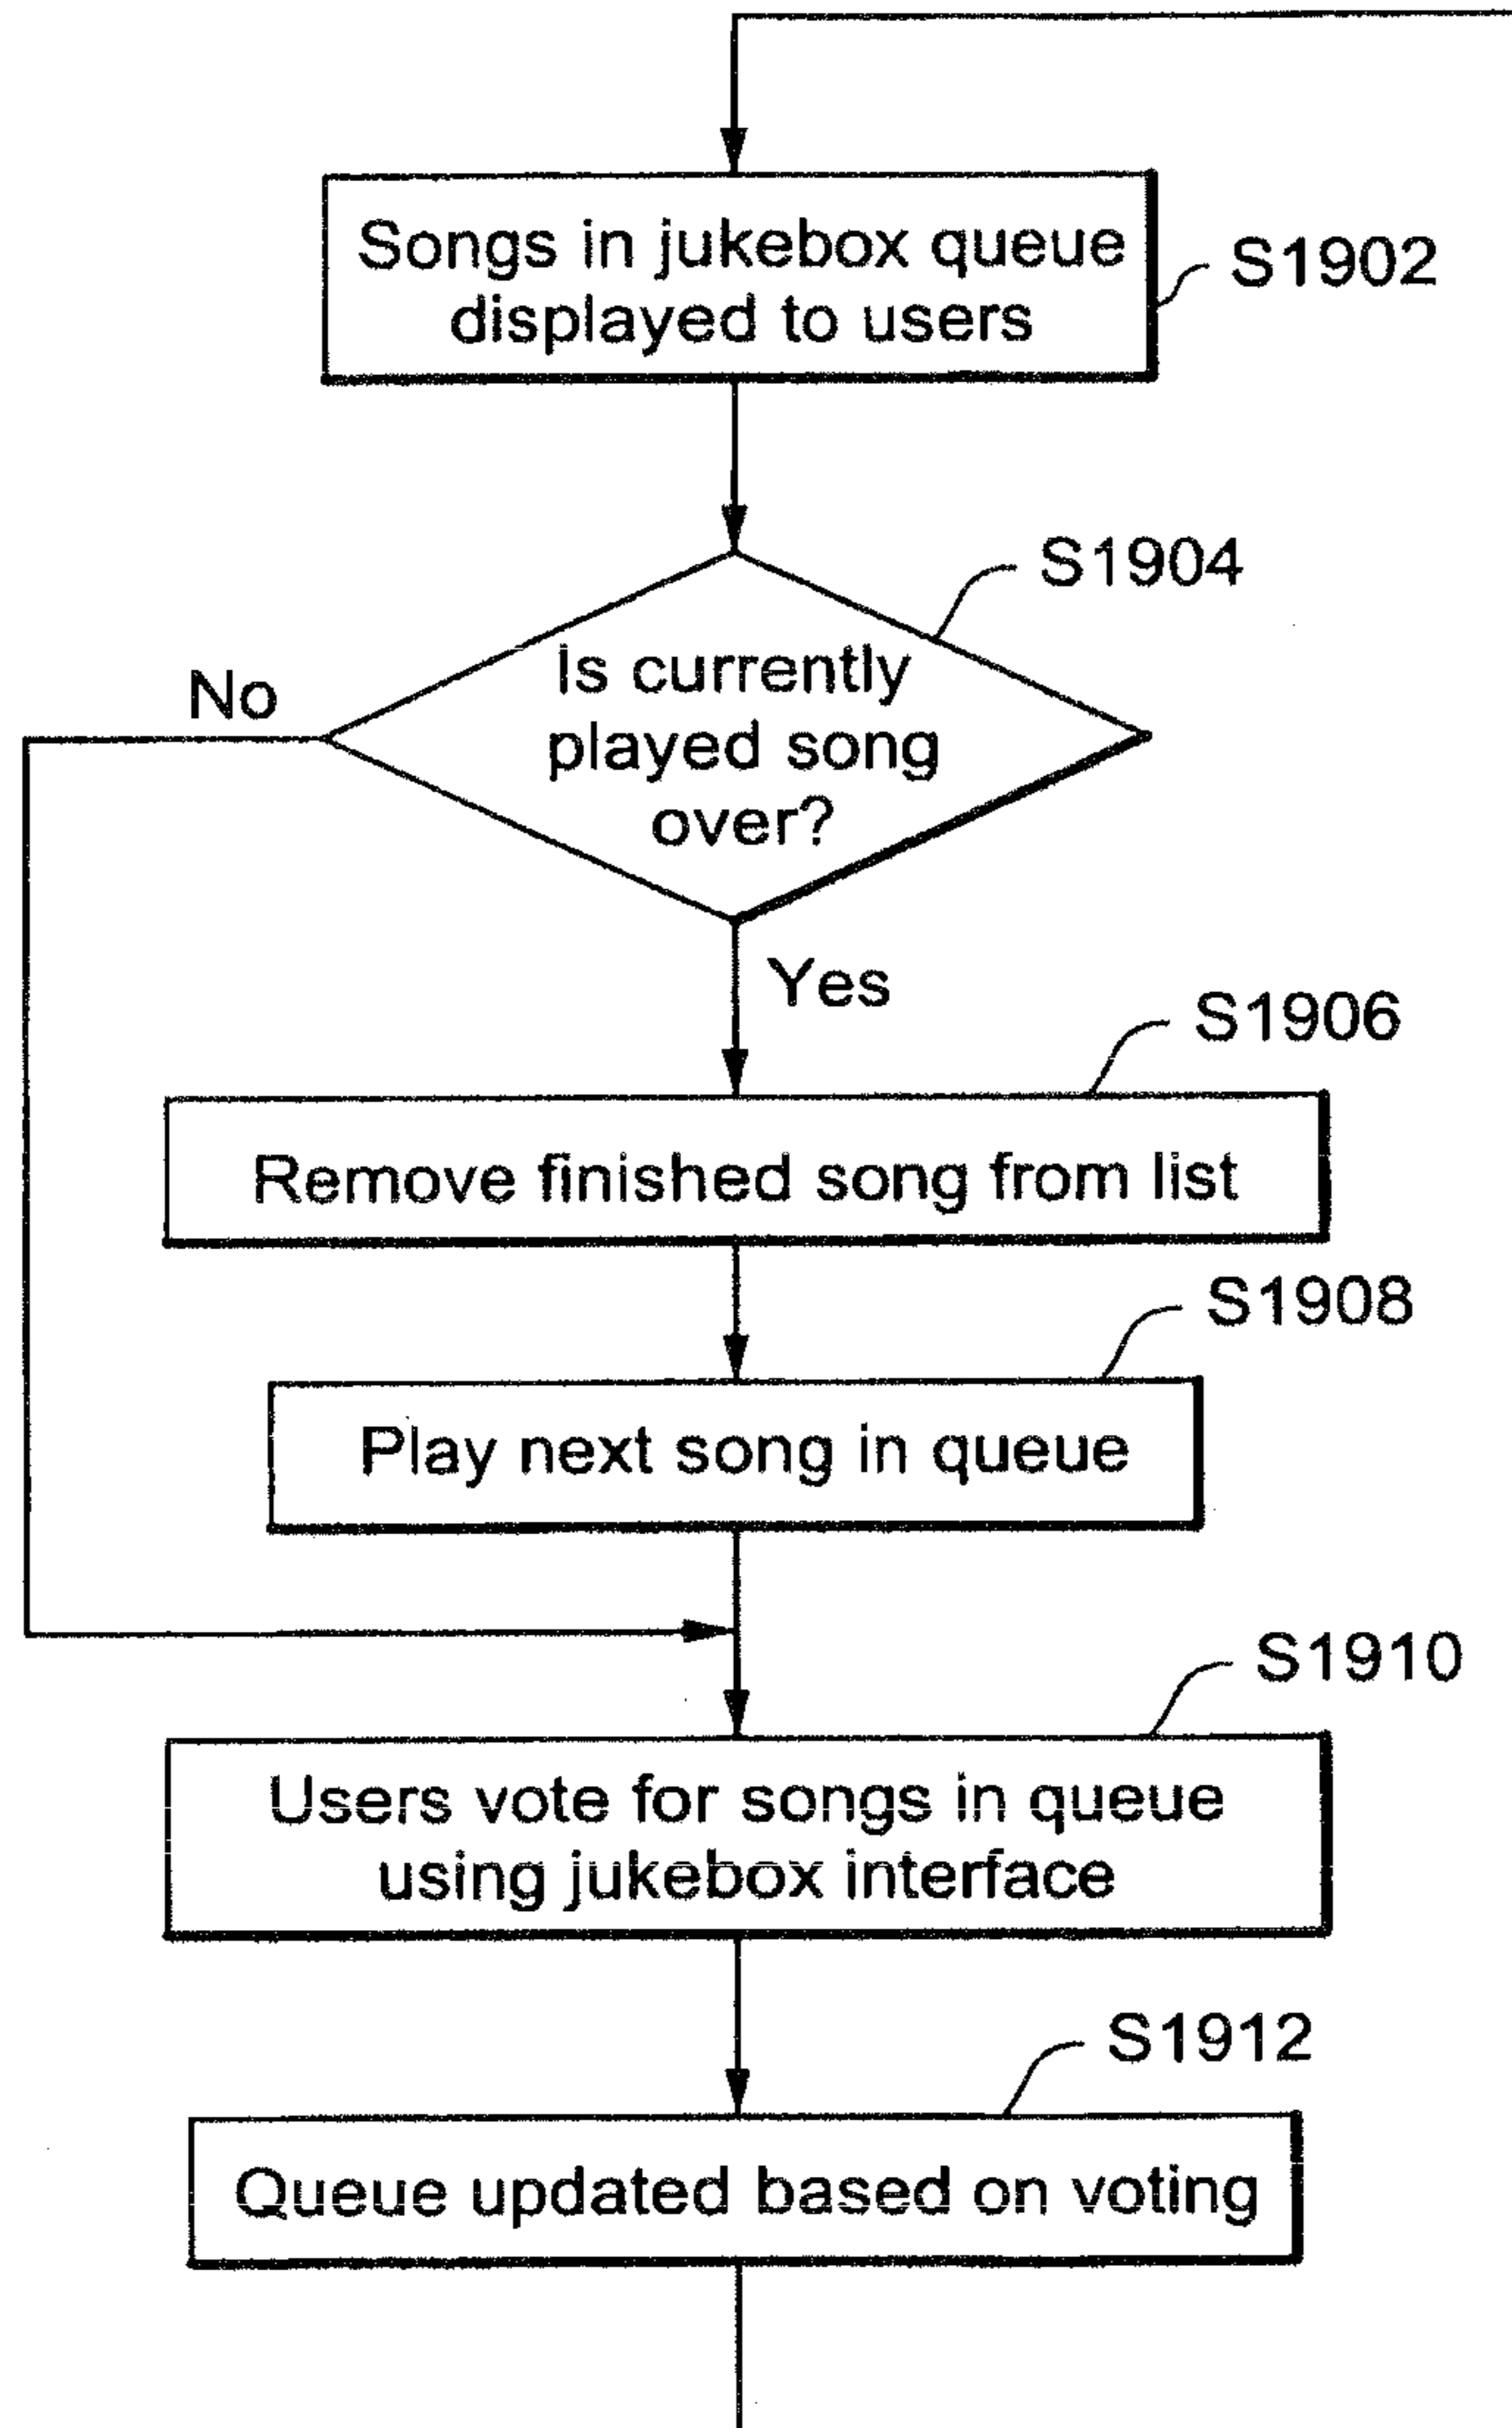 Songs in jukebox queue
displayed to users
S1902
S1904
Is currently
played song
over?
No
Yes
S1906
Remove finished song from list
S1908
Play next song in queue
S1910
Users vote for songs in queue
using jukebox interface
S1912
Queue updated based on voting